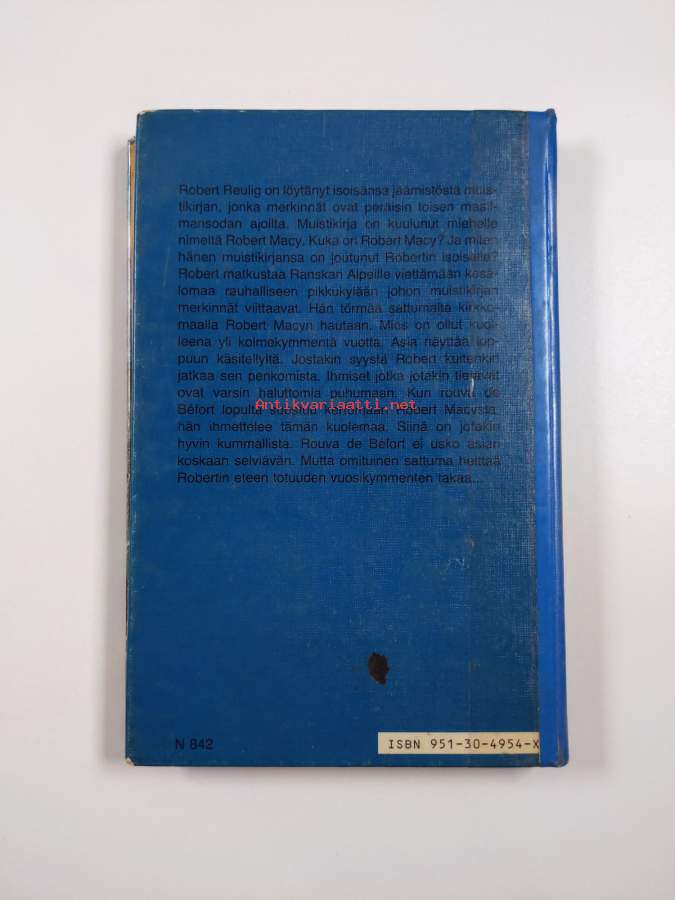 Robert Reulig on löytänyt isoisänsä jäämistöstä muis-
tikirjan, jonka merkinnät ovat peräisin toisen maail-
mansodan ajoilta. Muistikirja on kuulunut miehelle
nimeltä Robert Macy. Kuka on Robert Macy? Ja miten
hänen muistikirjansa on joutunut Robertin isoisälle?
Robert matkustaa Ranskan Alpeille viettämään kesä-
lomaa rauhalliseen pikkukylään johon muistikirjan
merkinnät viittaavat. Hän törmää sattumalta kirkko-
maalla Robert Macyn hautaan. Mies on ollut kuol-
leena yli kolmekymmentä vuotta. Asia näyttää lop-
puun käsitellyltä. Jostakin syystä Robert kuitenkin
jatkaa sen penkomista. Ihmiset jotka jotakin tietävät
ovat varsin haluttomia puhumaan. Kun rouva de
Antikvariaatti.net
Béfort lopulta suostuu kertomaan Robert Macystä,
hän ihmettelee tämän kuolemaa. Siinä on jotakin
hyvin kummallista. Rouva de Béfort ei usko asian
koskaan selviävän. Mutta omituinen sattuma heittää
Robertin eteen totuuden vuosikymmenten takaa...
N 842
ISBN 951-30-4954-X